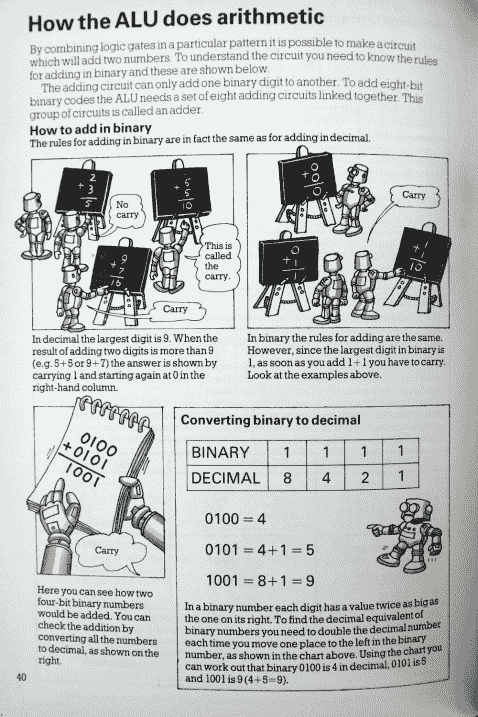 How the ALU does arithmetic
By combining logic gates in a particular pattern it is possible to make a circuit
which will add two numbers. To understand the circuit you need to know the rules
for adding in binary and these are shown below.
The adding circuit can only add one binary digit to another. To add eight-bit
binary codes the ALU needs a set of eight adding circuits linked together. This
group of circuits is called an adder.
How to add in binary
The rules for adding in binary are in fact the same for adding in decimal.
2
+ 3
5
No
carry
5
+ 5
10
This is
called
the
carry.
9
+ 7
16
Carry
0
+ 0
0
Carry
0
+ 1
1
+ 1
1
10
In decimal the largest digit is 9. When the
result of adding two digits is more than 9
(e.g. 5+5 or 9+7) the answer is shown by
carrying 1 and starting again at 0 in the
right-hand column.
In binary the rules for adding are the same.
However, since the largest digit in binary is
1, as soon as you add 1+1 you have to carry.
Look at the examples above.
0100
+0101
1001
Carry
Here you can see how two
four-bit binary numbers
would be added. You can
check the addition by
converting all the numbers
to decimal, as shown on the
right.
Converting binary to decimal
BINARY 1 1 1 1
DECIMAL 8 4 2 1
0100 = 4
0101 = 4+1 = 5
1001 = 8+1 = 9
In a binary number each digit has a value twice as big as
the one on its right. To find the decimal equivalent of
binary numbers you need to double the decimal number
each time you move one place to the left in the binary
number, as shown in the chart above. Using the chart you
can work out that binary 0100 is 4 in decimal, 0101 is 5
and 1001 is 9 (4+5=9).
40